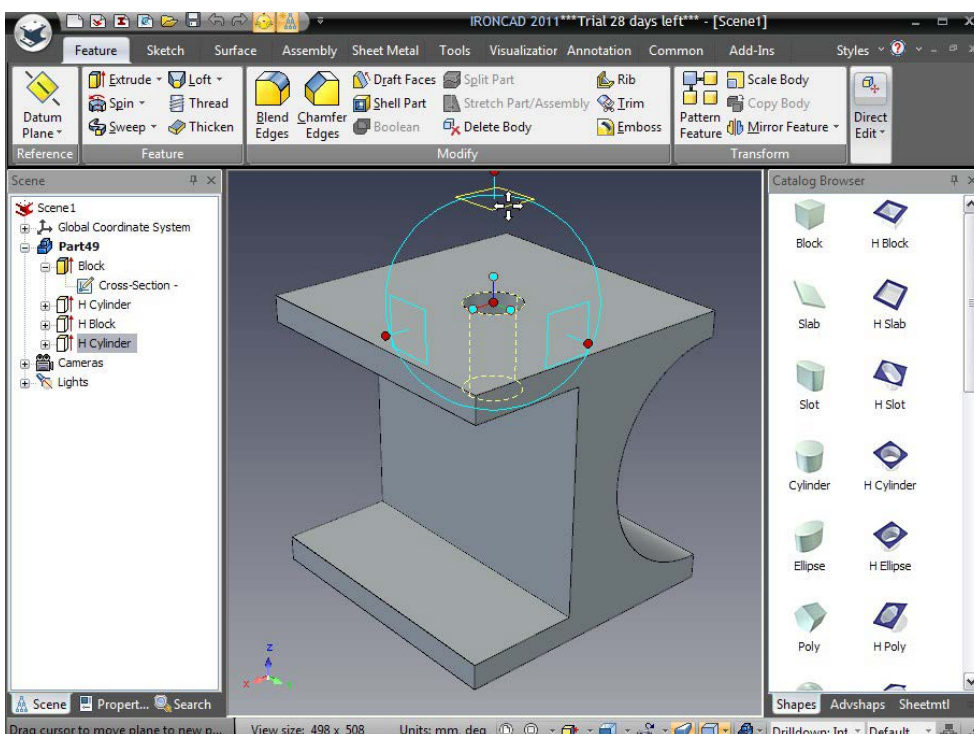 IRONCAD 2011***Trial 28 days left*** - [Scene1]
Feature Sketch Surface Assembly Sheet Metal Tools Visualization Annotation Common Add-Ins Styles
Extrude Loft Draft Faces Split Part Rib Scale Body
Spin Thread Shell Part Stretch Part/Assembly Trim Copy Body
Sweep Thicken Boolean Delete Body Emboss Mirror Feature
Datum Plane
Blend Edges
Chamfer Edges
Pattern Feature
Direct Edit
Reference Feature Modify Transform
Scene
Scene1
Global Coordinate System
Part49
Block
Cross-Section -
H Cylinder
H Block
H Cylinder
Cameras
Lights
z
x
Catalog Browser
Block H Block
Slab H Slab
Slot H Slot
Cylinder H Cylinder
Ellipse H Ellipse
Poly H Poly
Scene Propert... Search
Shapes Advshaps Sheetmtl
Drag cursor to move plane to new p... View size: 498 x 508 Units: mm, deg Drilldown: Int Default